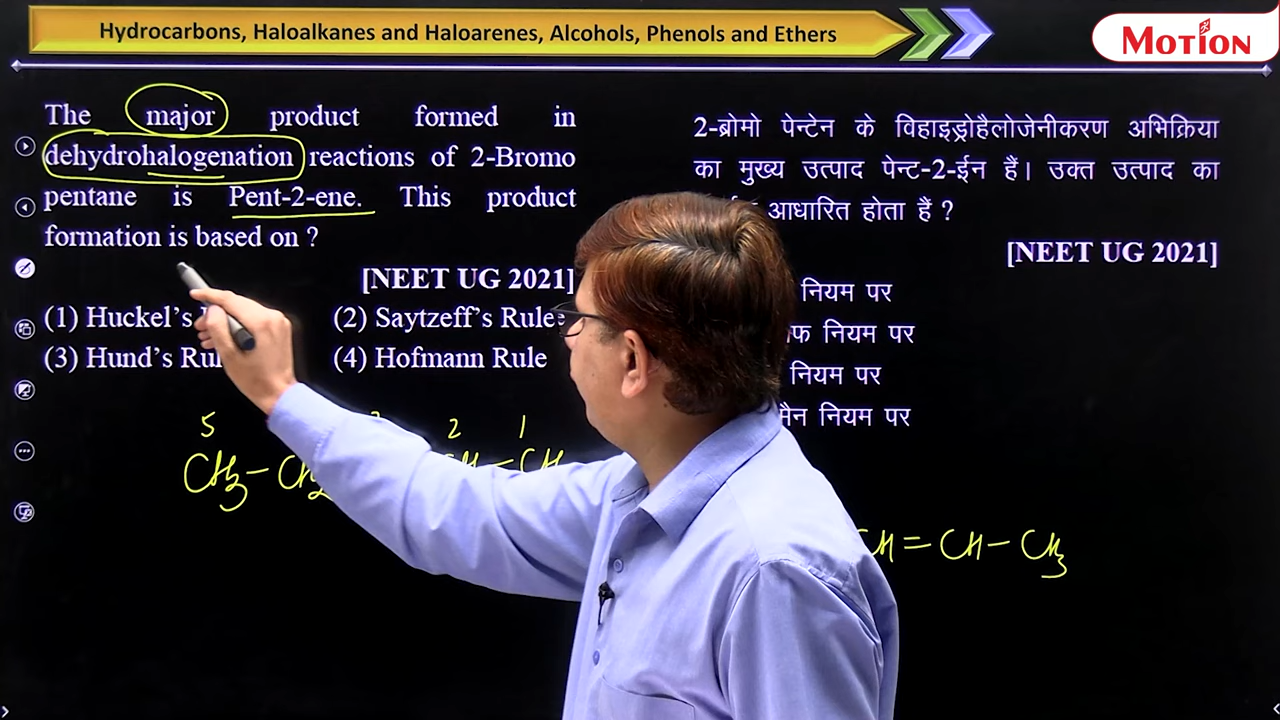 Hydrocarbons, Haloalkanes and Haloarenes, Alcohols, Phenols and Ethers
MOTION
The major product formed in
dehydrohalogenation reactions of 2-Bromo
pentane is Pent-2-ene. This product
formation is based on ?
[NEET UG 2021]
(1) Huckel's
(2) Saytzeff's Rule
(3) Hund's
(4) Hofmann Rule
2-ब्रोमो पेन्टेन के विहाइड्रोहैलोजेनीकरण अभिक्रिया
का मुख्य उत्पाद पेन्ट-2-ईन हैं। उक्त उत्पाद का
आधारित होता हैं ?
[NEET UG 2021]
नियम पर
नियम पर
नियम पर
नियम पर
5 2 1
CH3 – CH2
CH – CH
CH = CH – CH3